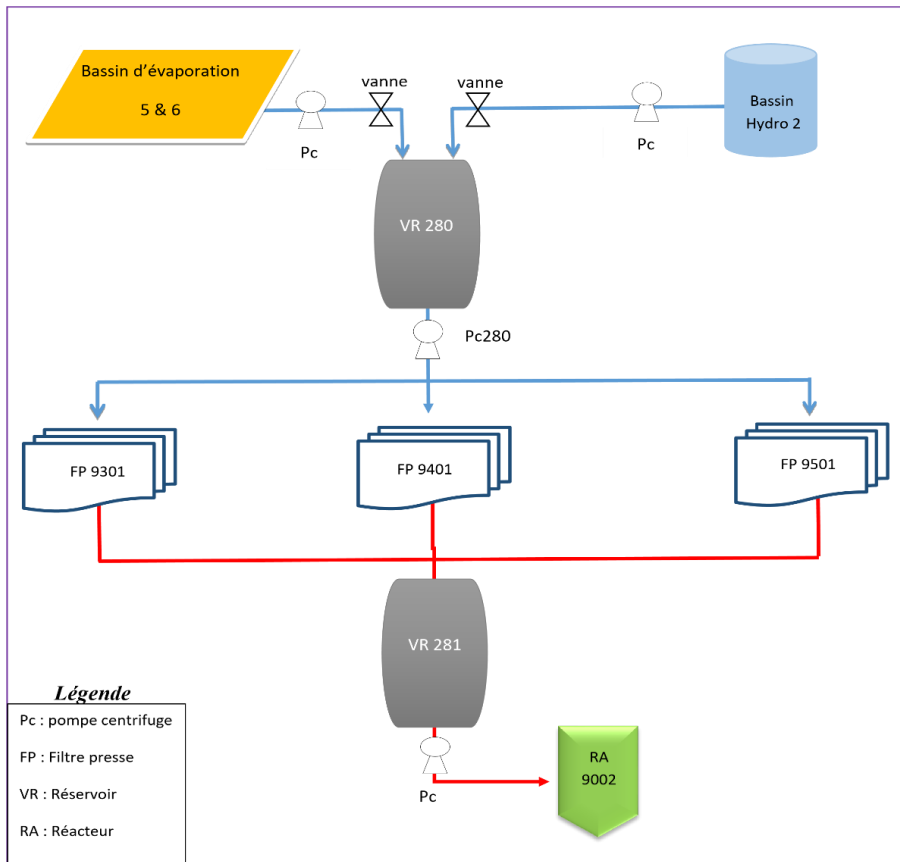 Bassin d'évaporation
5 & 6
vanne
vanne
Pc
Pc
Bassin
Hydro 2
VR 280
Pc280
FP 9301
FP 9401
FP 9501
VR 281
Légende
Pc : pompe centrifuge
FP : Filtre presse
VR : Réservoir
RA : Réacteur
Pc
RA
9002